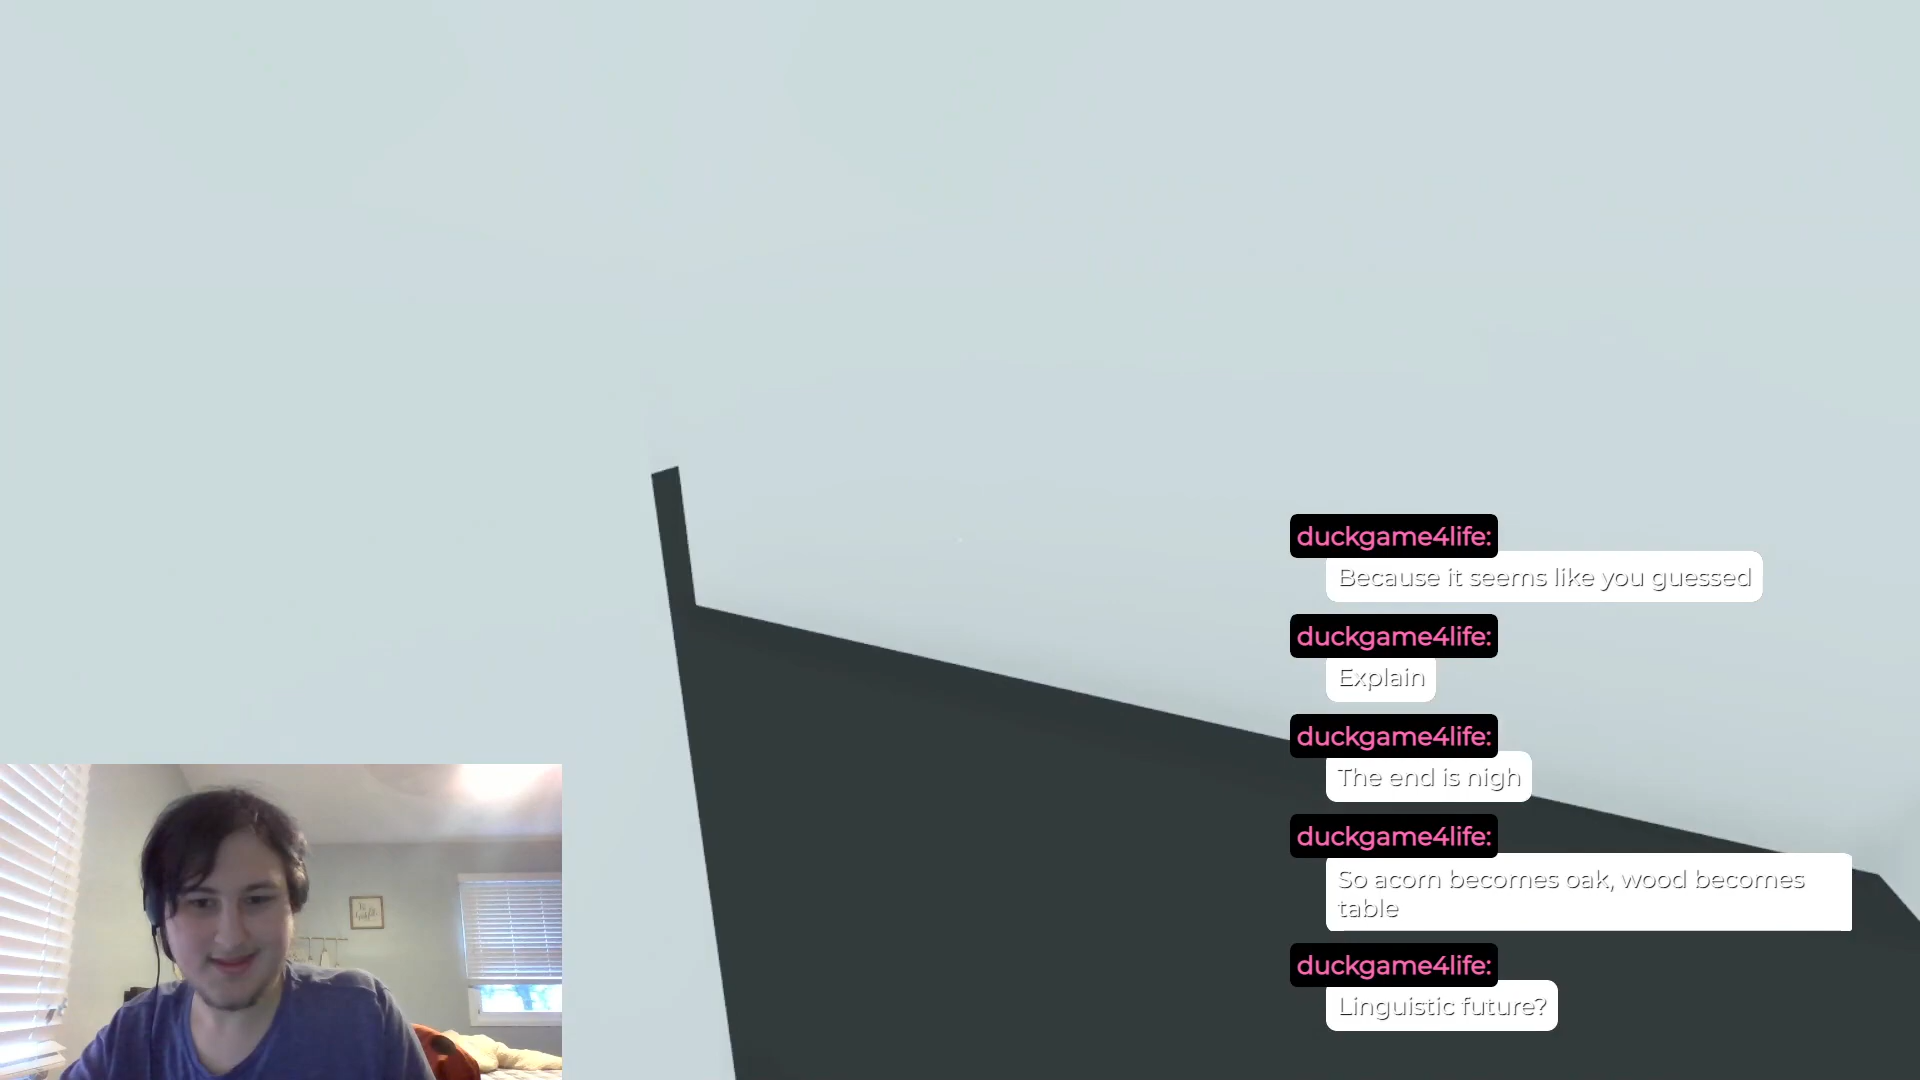 duckgame4life:
Because it seems like you guessed
duckgame4life:
Explain
duckgame4life:
The end is nigh
duckgame4life:
So acorn becomes oak, wood becomes
table
duckgame4life:
Linguistic future?